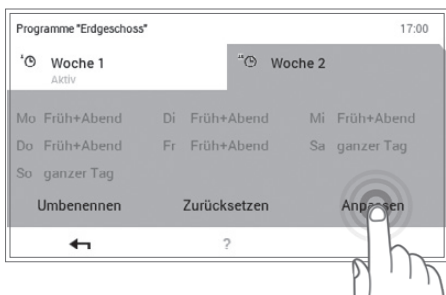 Programme "Erdgeschoss" 17:00
Woche 1 Woche 2
Aktiv
Mo Früh+Abend Di Früh+Abend Mi Früh+Abend
Do Früh+Abend Fr Früh+Abend Sa ganzer Tag
So ganzer Tag
Umbenennen Zurücksetzen Anpassen
?